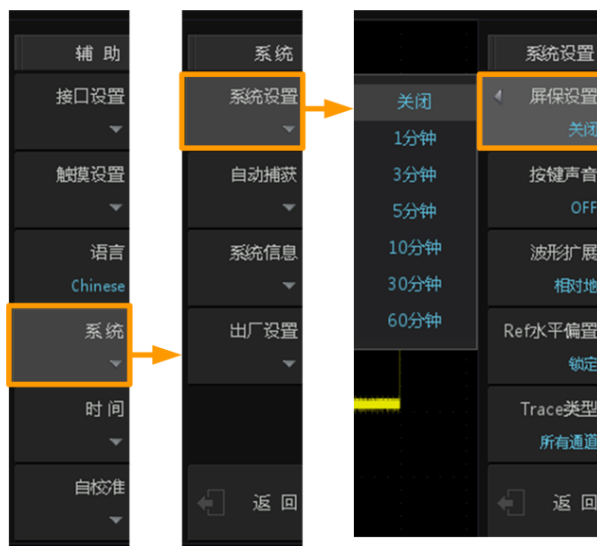 辅 助
接口设置
触摸设置
语言
Chinese
系统
时间
自校准
系统
系统设置
自动捕获
系统信息
出厂设置
返 回
关闭
1分钟
3分钟
5分钟
10分钟
30分钟
60分钟
系统设置
屏保设置
关闭
按键声音
OFF
波形扩展
相对地
Ref水平偏置
锁定
Trace类型
所有通道
返 回